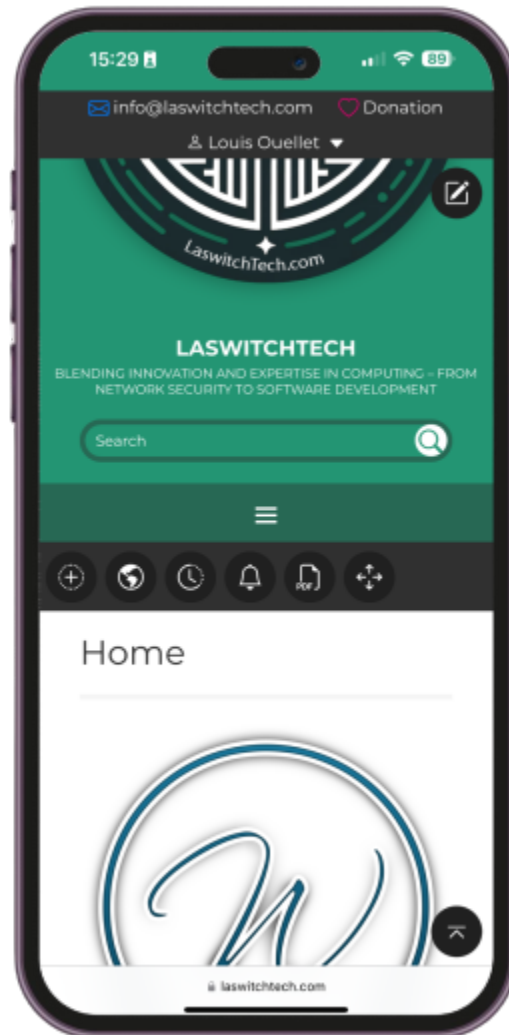 15:29 89
info@laswitchtech.com Donation
Louis Ouellet
LaswitchTech.com
LASWITCHTECH
BLENDING INNOVATION AND EXPERTISE IN COMPUTING – FROM
NETWORK SECURITY TO SOFTWARE DEVELOPMENT
Search
PDF
Home
W
laswitchtech.com